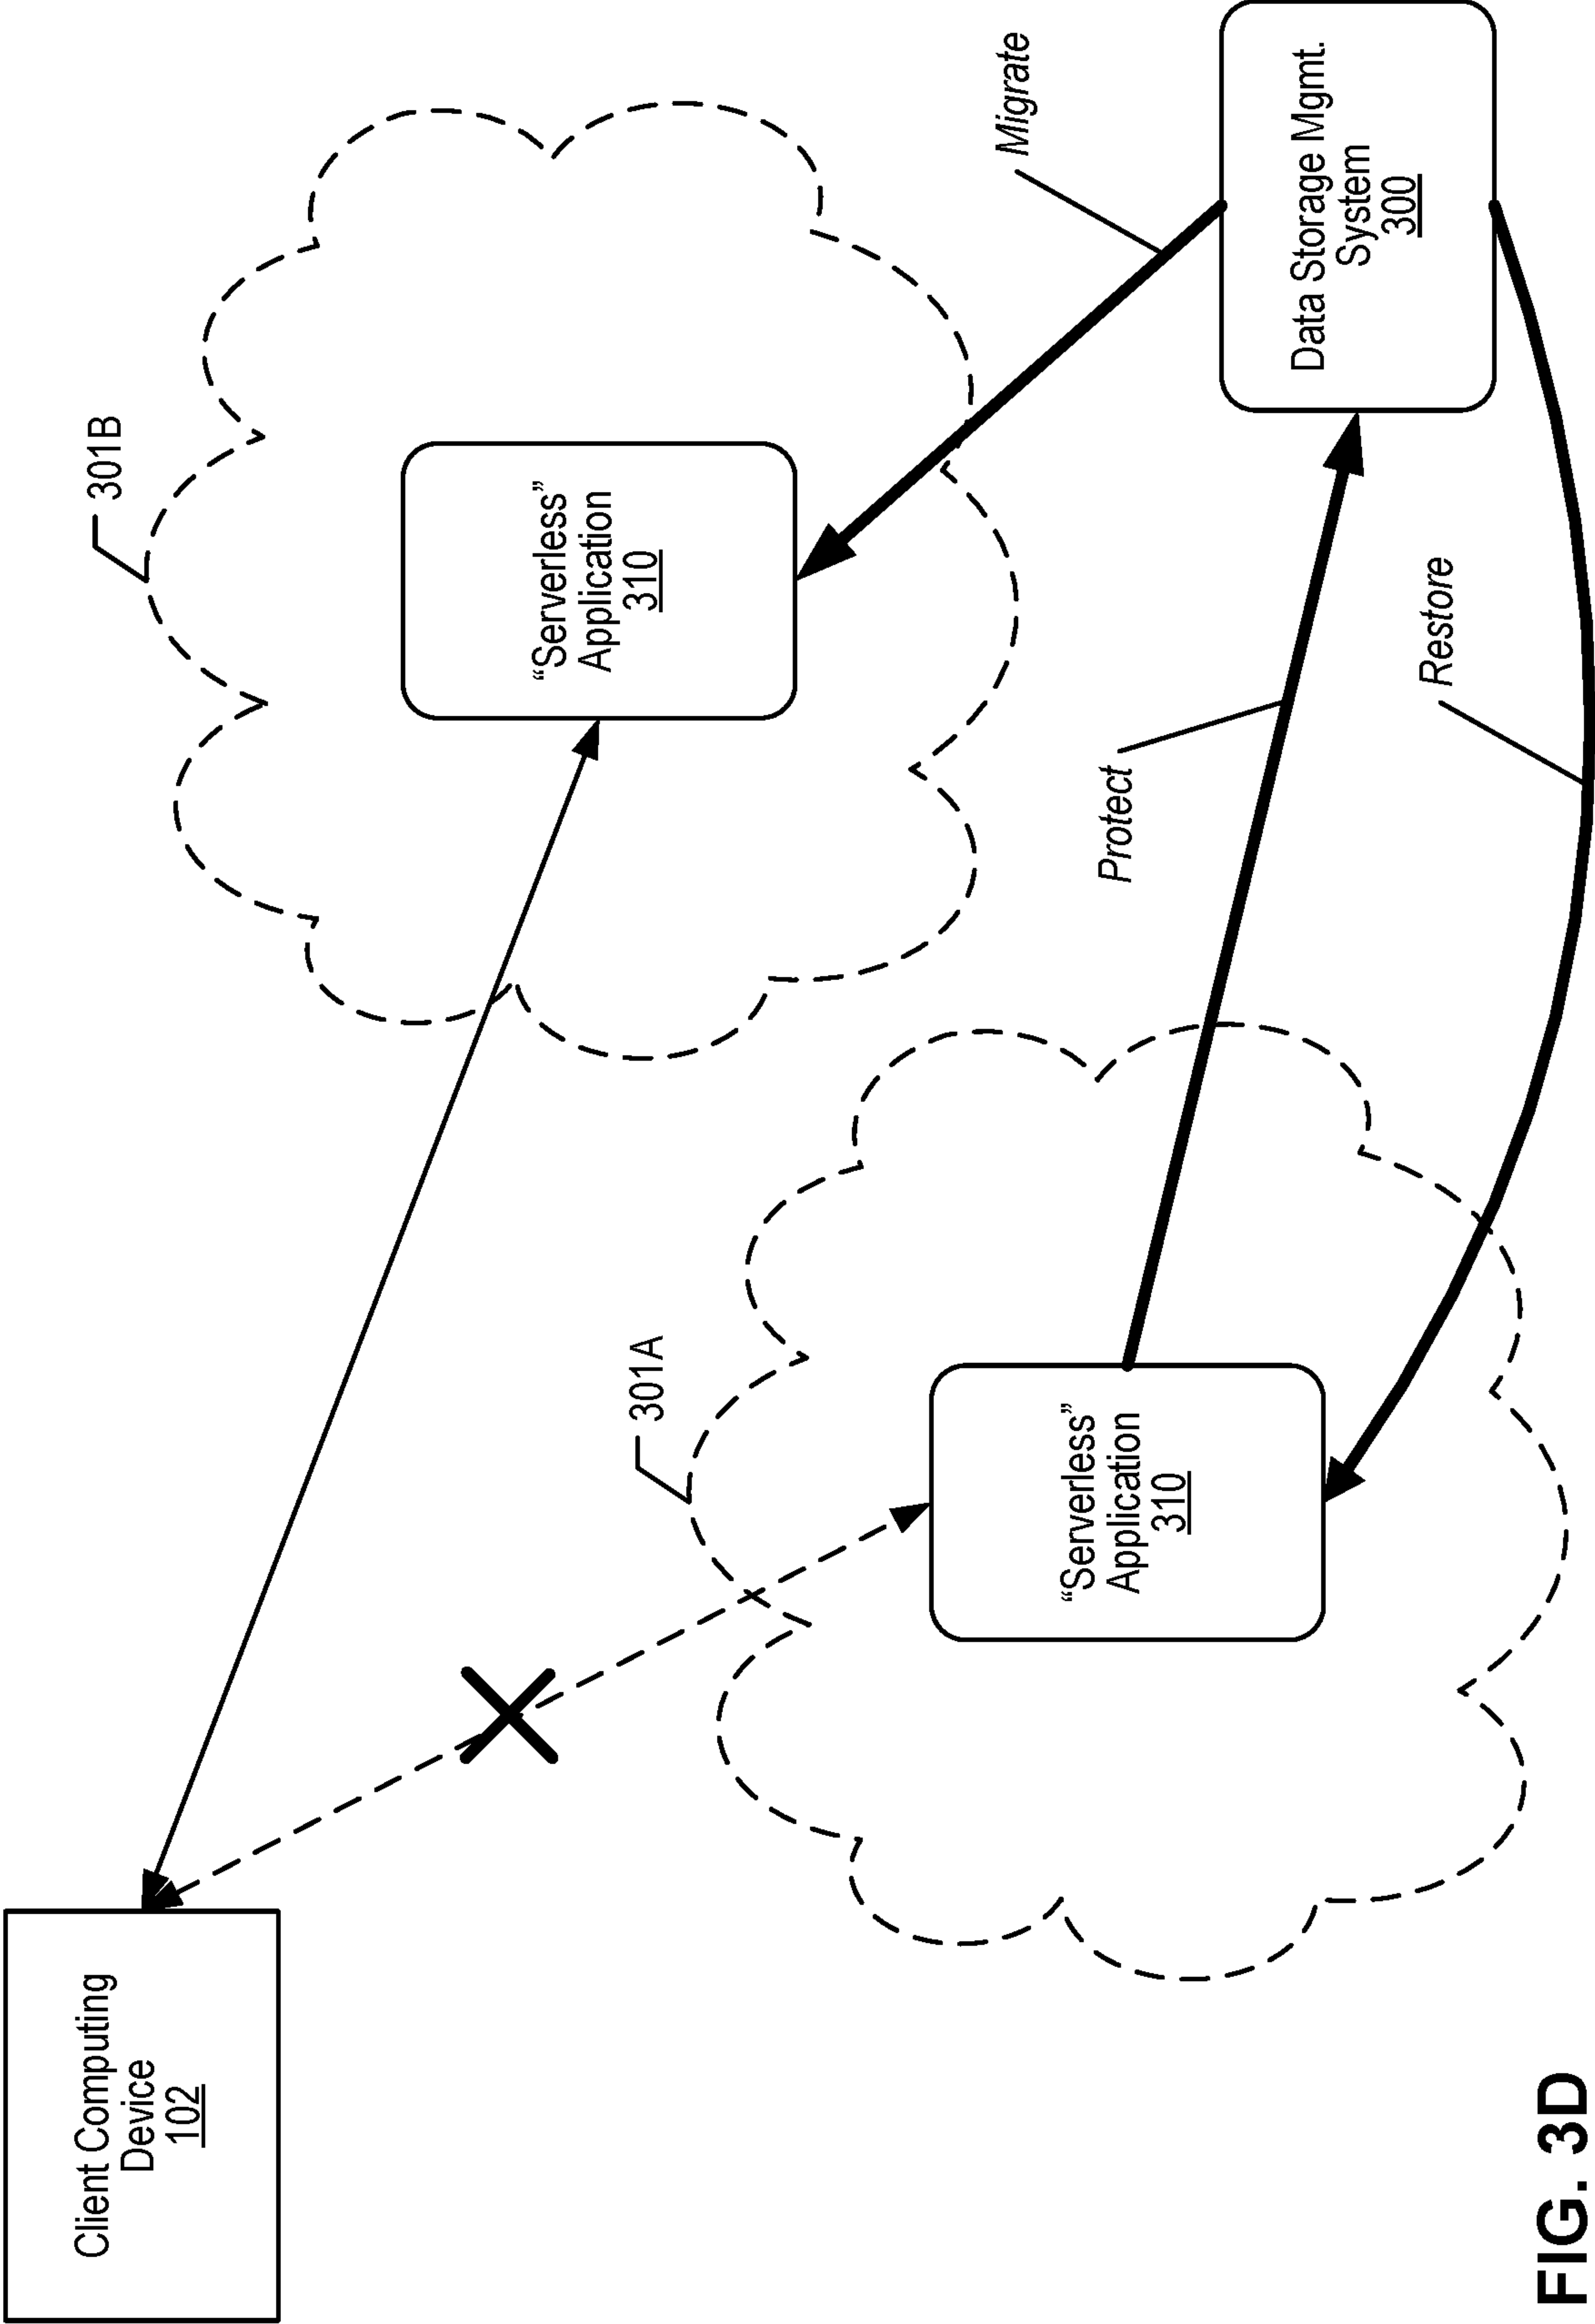 Client Computing
Device
102
301B
“Serverless”
Application
310
Migrate
301A
“Serverless”
Application
310
Protect
Data Storage Mgmt.
System
300
Restore
FIG. 3D